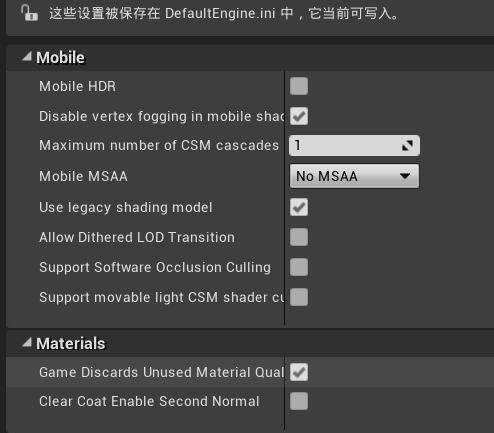 这些设置被保存在 DefaultEngine.ini 中，它当前可写入。
Mobile
Mobile HDR
Disable vertex fogging in mobile shad
Maximum number of CSM cascades 1
Mobile MSAA No MSAA
Use legacy shading model
Allow Dithered LOD Transition
Support Software Occlusion Culling
Support movable light CSM shader cu
Materials
Game Discards Unused Material Qual
Clear Coat Enable Second Normal